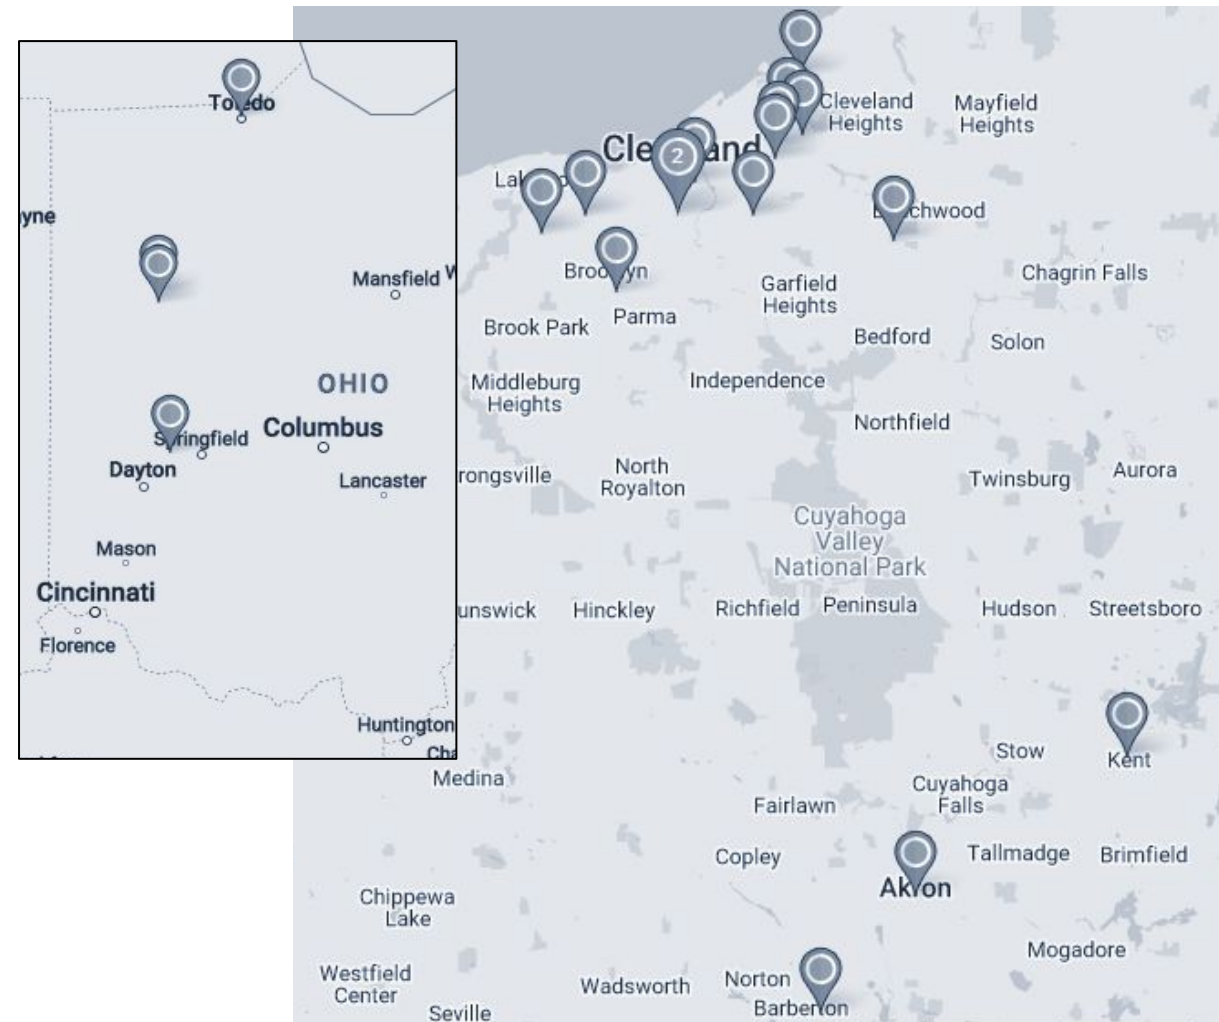 Toledo
yne
Mansfield W
OHIO
Springfield
Columbus
Dayton
Lancaster
Mason
Cincinnati
Florence
Huntington
Cha
Cleveland
Heights
Mayfield
Heights
Cleveland
2
Beachwood
Brooklyn
Garfield
Heights
Chagrin Falls
Brook Park
Parma
Bedford
Solon
Middleburg
Heights
Independence
Northfield
rongsville
North
Royalton
Twinsburg
Aurora
Cuyahoga
Valley
National Park
unswick
Hinckley
Richfield
Peninsula
Hudson
Streetsboro
Medina
Stow
Kent
Cuyahoga
Falls
Fairlawn
Copley
Tallmadge
Brimfield
Akron
Chippewa
Lake
Mogadore
Westfield
Center
Wadsworth
Norton
Barberton
Seville